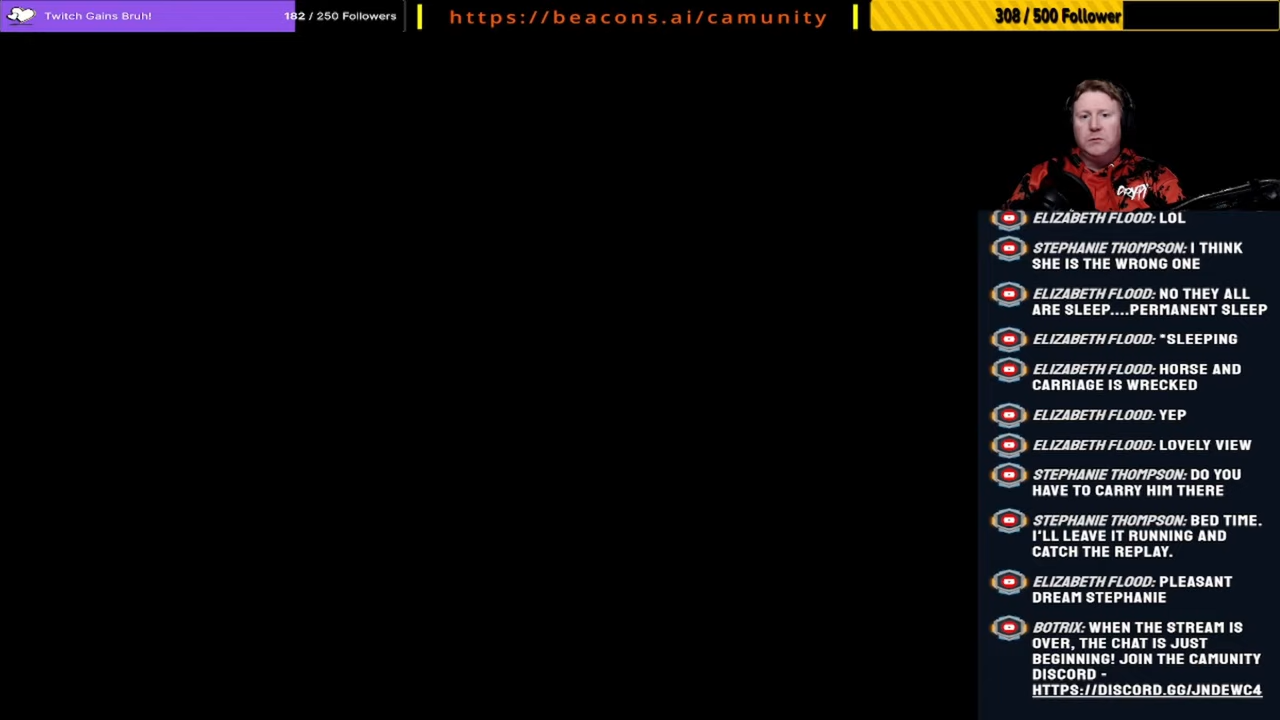 Twitch Gains Bruh!
182 / 250 Followers
https://beacons.ai/camunity
308 / 500 Follower
ELIZABETH FLOOD: LOL
STEPHANIE THOMPSON: I THINK
SHE IS THE WRONG ONE
ELIZABETH FLOOD: NO THEY ALL
ARE SLEEP....PERMANENT SLEEP
ELIZABETH FLOOD: *SLEEPING
ELIZABETH FLOOD: HORSE AND
CARRIAGE IS WRECKED
ELIZABETH FLOOD: YEP
ELIZABETH FLOOD: LOVELY VIEW
STEPHANIE THOMPSON: DO YOU
HAVE TO CARRY HIM THERE
STEPHANIE THOMPSON: BED TIME.
I'LL LEAVE IT RUNNING AND
CATCH THE REPLAY.
ELIZABETH FLOOD: PLEASANT
DREAM STEPHANIE
BOTRIX: WHEN THE STREAM IS
OVER, THE CHAT IS JUST
BEGINNING! JOIN THE CAMUNITY
DISCORD -
HTTPS://DISCORD.GG/JNDEWC4